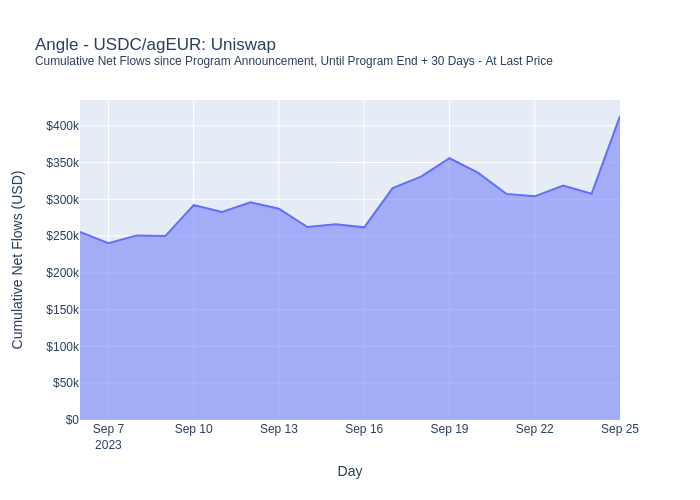 Angle - USDC/agEUR: Uniswap
Cumulative Net Flows since Program Announcement, Until Program End + 30 Days - At Last Price
Cumulative Net Flows (USD)
$400k
$350k
$300k
$250k
$200k
$150k
$100k
$50k
$0
Sep 7 Sep 10 Sep 13 Sep 16 Sep 19 Sep 22 Sep 25
2023
Day